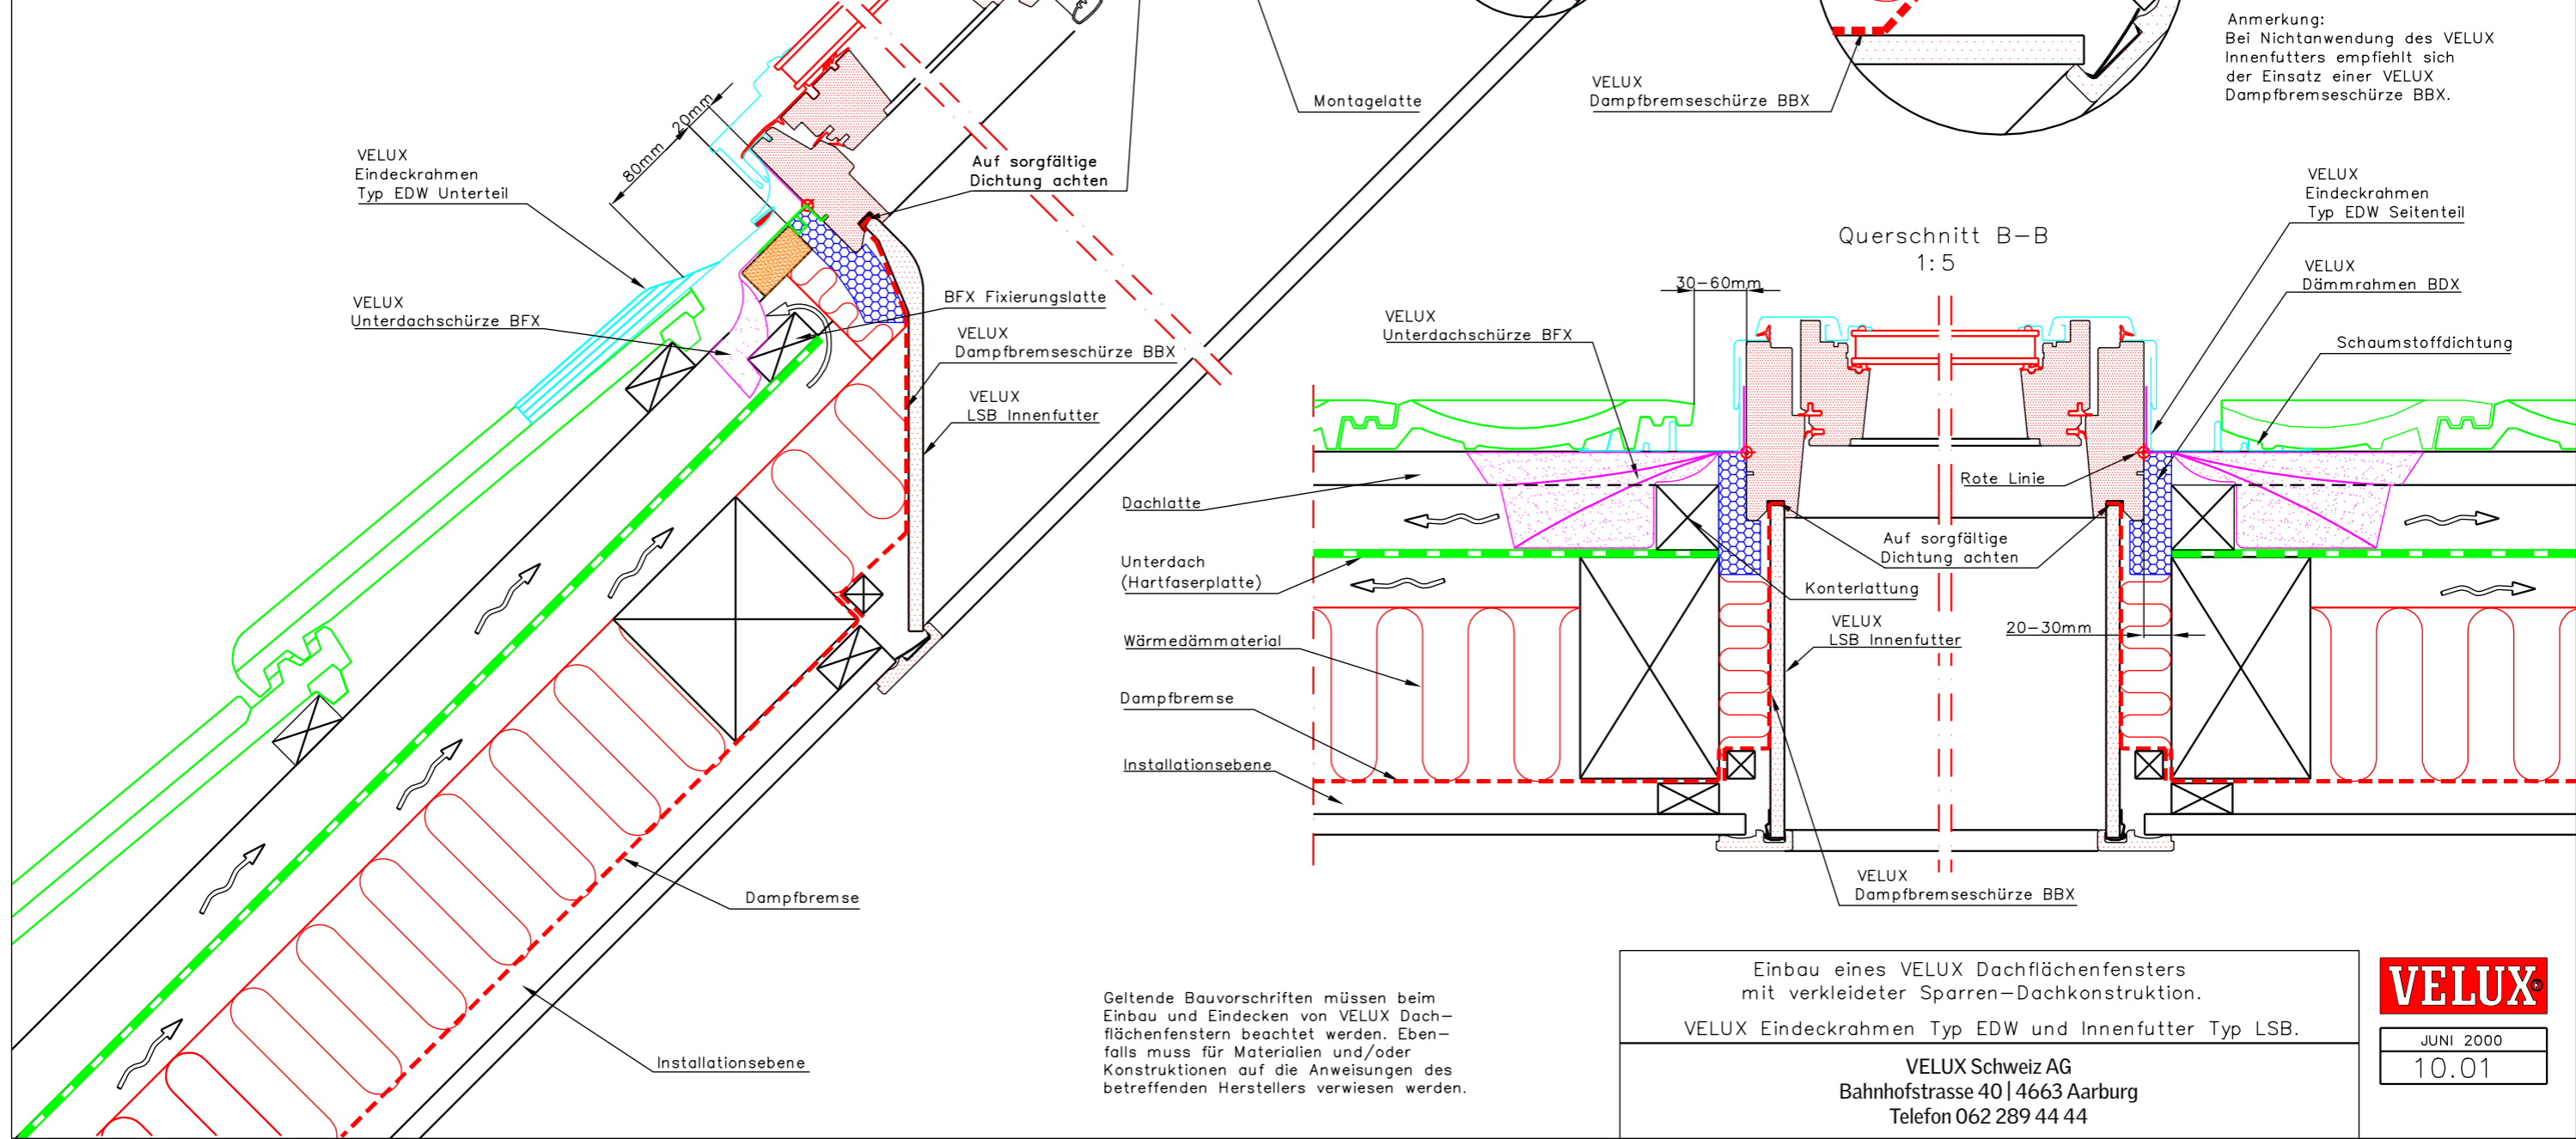 Anmerkung:
Bei Nichtanwendung des VELUX
Innenfutters empfiehlt sich
der Einsatz einer VELUX
Dampfbremseschürze BBX.
VELUX
Dampfbremseschürze BBX
Montagelatte
20mm
80mm
VELUX
Eindeckrahmen
Typ EDW Unterteil
Auf sorgfältige
Dichtung achten
VELUX
Unterdachschürze BFX
BFX Fixierungslatte
VELUX
Dampfbremseschürze BBX
VELUX
LSB Innenfutter
Dampfbremse
Installationsebene
Querschnitt B-B
1:5
30-60mm
VELUX
Eindeckrahmen
Typ EDW Seitenteil
VELUX
Dämmrahmen BDX
VELUX
Unterdachschürze BFX
Schaumstoffdichtung
Dachlatte
Rote Linie
Auf sorgfältige
Dichtung achten
Unterdach
(Hartfaserplatte)
Konterlattung
VELUX
LSB Innenfutter
20-30mm
Wärmedämmaterial
Dampfbremse
Installationsebene
VELUX
Dampfbremseschürze BBX
Geltende Bauvorschriften müssen beim
Einbau und Eindecken von VELUX Dach-
flächenfenstern beachtet werden. Eben-
falls muss für Materialien und/oder
Konstruktionen auf die Anweisungen des
betreffenden Herstellers verwiesen werden.
Einbau eines VELUX Dachflächenfensters
mit verkleideter Sparren-Dachkonstruktion.
VELUX Eindeckrahmen Typ EDW und Innenfutter Typ LSB.
VELUX Schweiz AG
Bahnhofstrasse 40 | 4663 Aarburg
Telefon 062 289 44 44
VELUX®
JUNI 2000
10.01